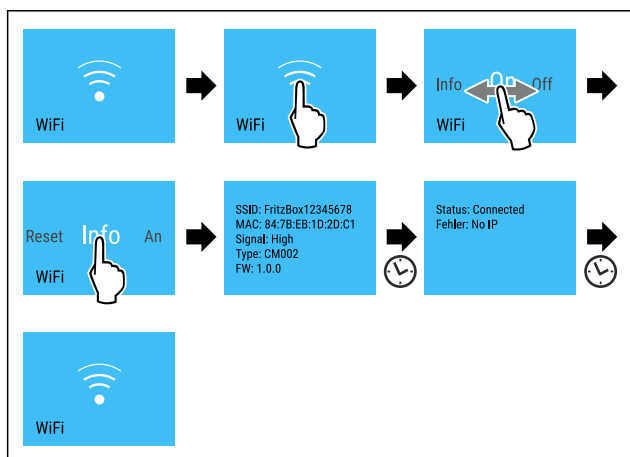 WiFi
WiFi
Info On Off
WiFi
Reset Info An
WiFi
SSID: FritzBox12345678
MAC: 84:7B:EB:1D:2D:C1
Signal: High
Type: CM002
FW: 1.0.0
Status: Connected
Fehler: No IP
WiFi